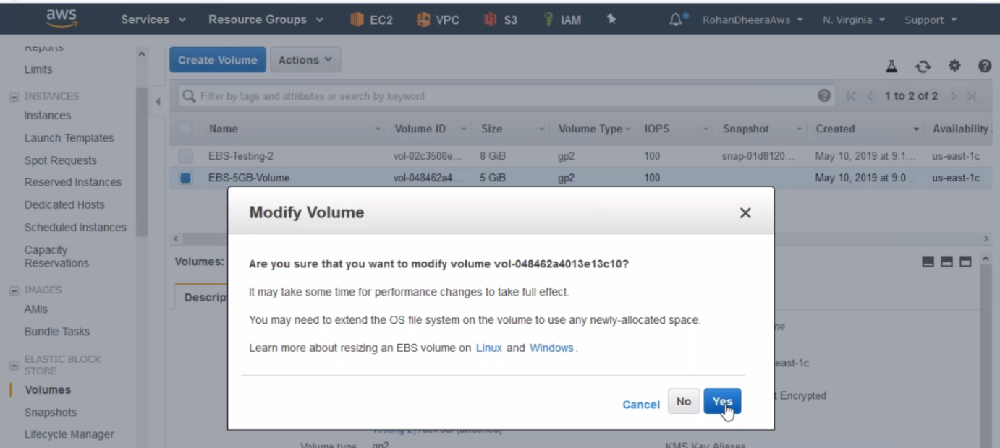 aws Services Resource Groups EC2 VPC S3 IAM RohanDheeraAws N. Virginia Support
Reports
Limits
INSTANCES
Instances
Launch Templates
Spot Requests
Reserved Instances
Dedicated Hosts
Scheduled Instances
Capacity
Reservations
IMAGES
AMIs
Bundle Tasks
ELASTIC BLOCK
STORE
Volumes
Snapshots
Lifecycle Manager
Create Volume Actions
Filter by tags and attributes or search by keyword 1 to 2 of 2
Name Volume ID Size Volume Type IOPS Snapshot Created Availability
EBS-Testing-2 vol-02c3508e... 8 GiB gp2 100 snap-01d8120... May 10, 2019 at 9:1... us-east-1c
EBS-5GB-Volume vol-048462a4... 5 GiB gp2 100 May 10, 2019 at 9:0... us-east-1c
Volumes:
Descrip
Modify Volume
Are you sure that you want to modify volume vol-048462a4013e13c10?
It may take some time for performance changes to take full effect.
You may need to extend the OS file system on the volume to use any newly-allocated space.
Learn more about resizing an EBS volume on Linux and Windows.
Cancel No Yes
east-1c
Encrypted
Volume type gp2 KMS Key Aliases